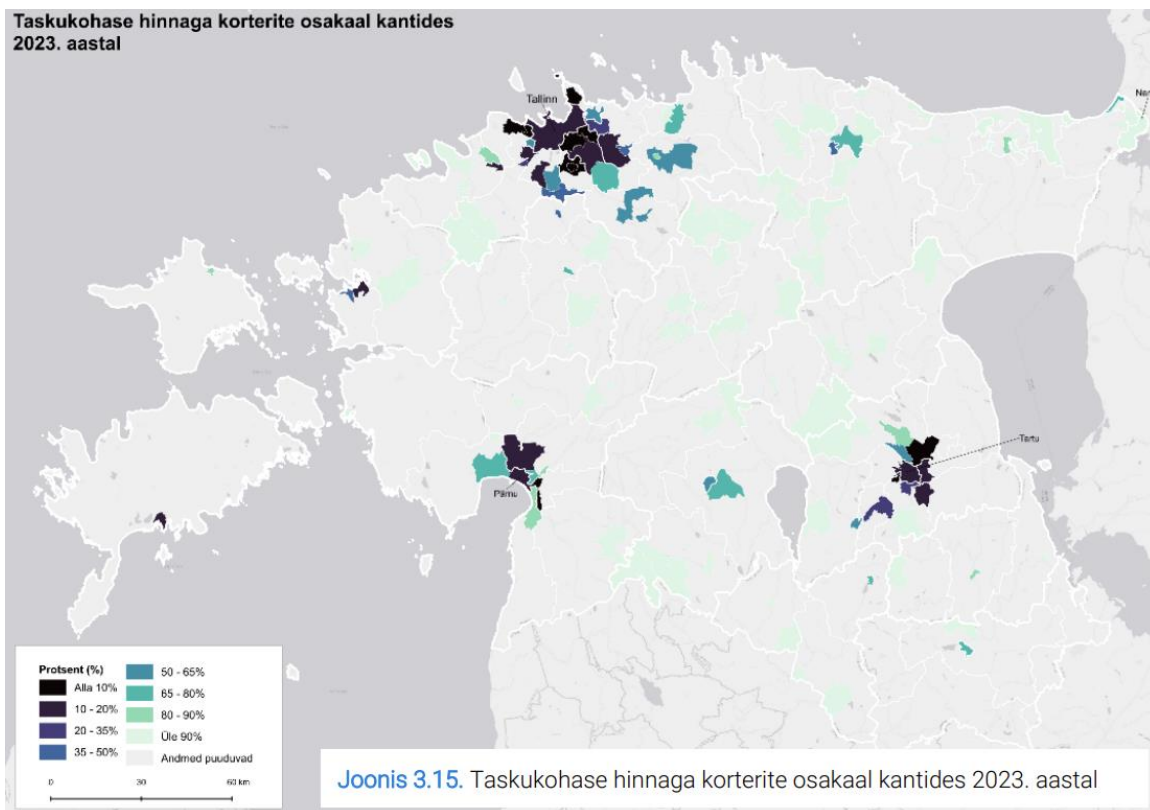 Taskukohase hinnaga korterite osakaal kantides
2023. aastal
Tallinn
Tartu
Pärnu
Protsent (%)
Alla 10%
10 - 20%
20 - 35%
35 - 50%
50 - 65%
65 - 80%
80 - 90%
Üle 90%
Andmed puuduvad
0 30 60 km
Joonis 3.15. Taskukohase hinnaga korterite osakaal kantides 2023. aastal